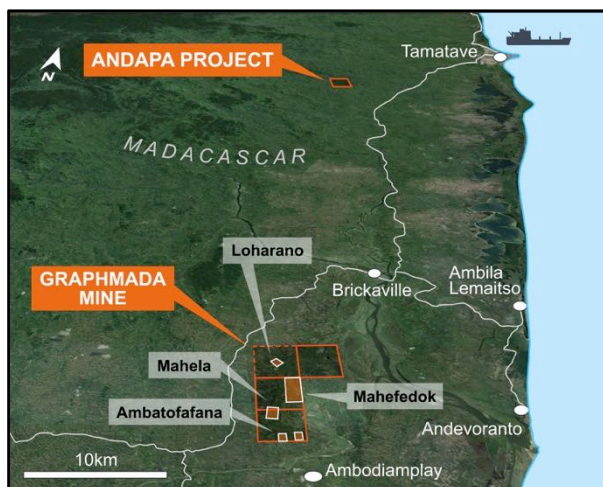 ANDAPA PROJECT
Tamatave
N
MADACASCAR
Loharano
GRAPHMADA
MINE
Brickaville
Ambila
Lemaitso
Mahela
Mahefedok
Ambatofafana
Andevoranto
10km
Ambodiamplay